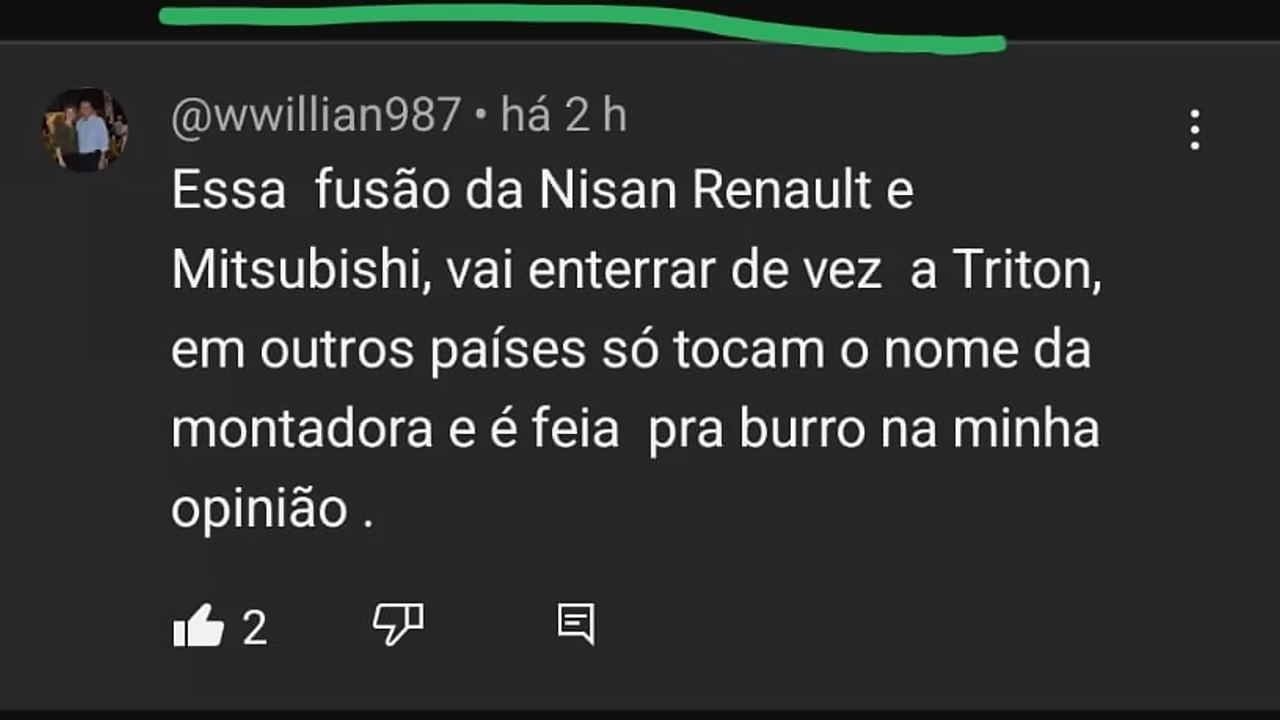 @wwillian987 • há 2 h
Essa  fusão da Nisan Renault e
Mitsubishi, vai enterrar de vez  a Triton,
em outros países só tocam o nome da
montadora e é feia  pra burro na minha
opinião .
2